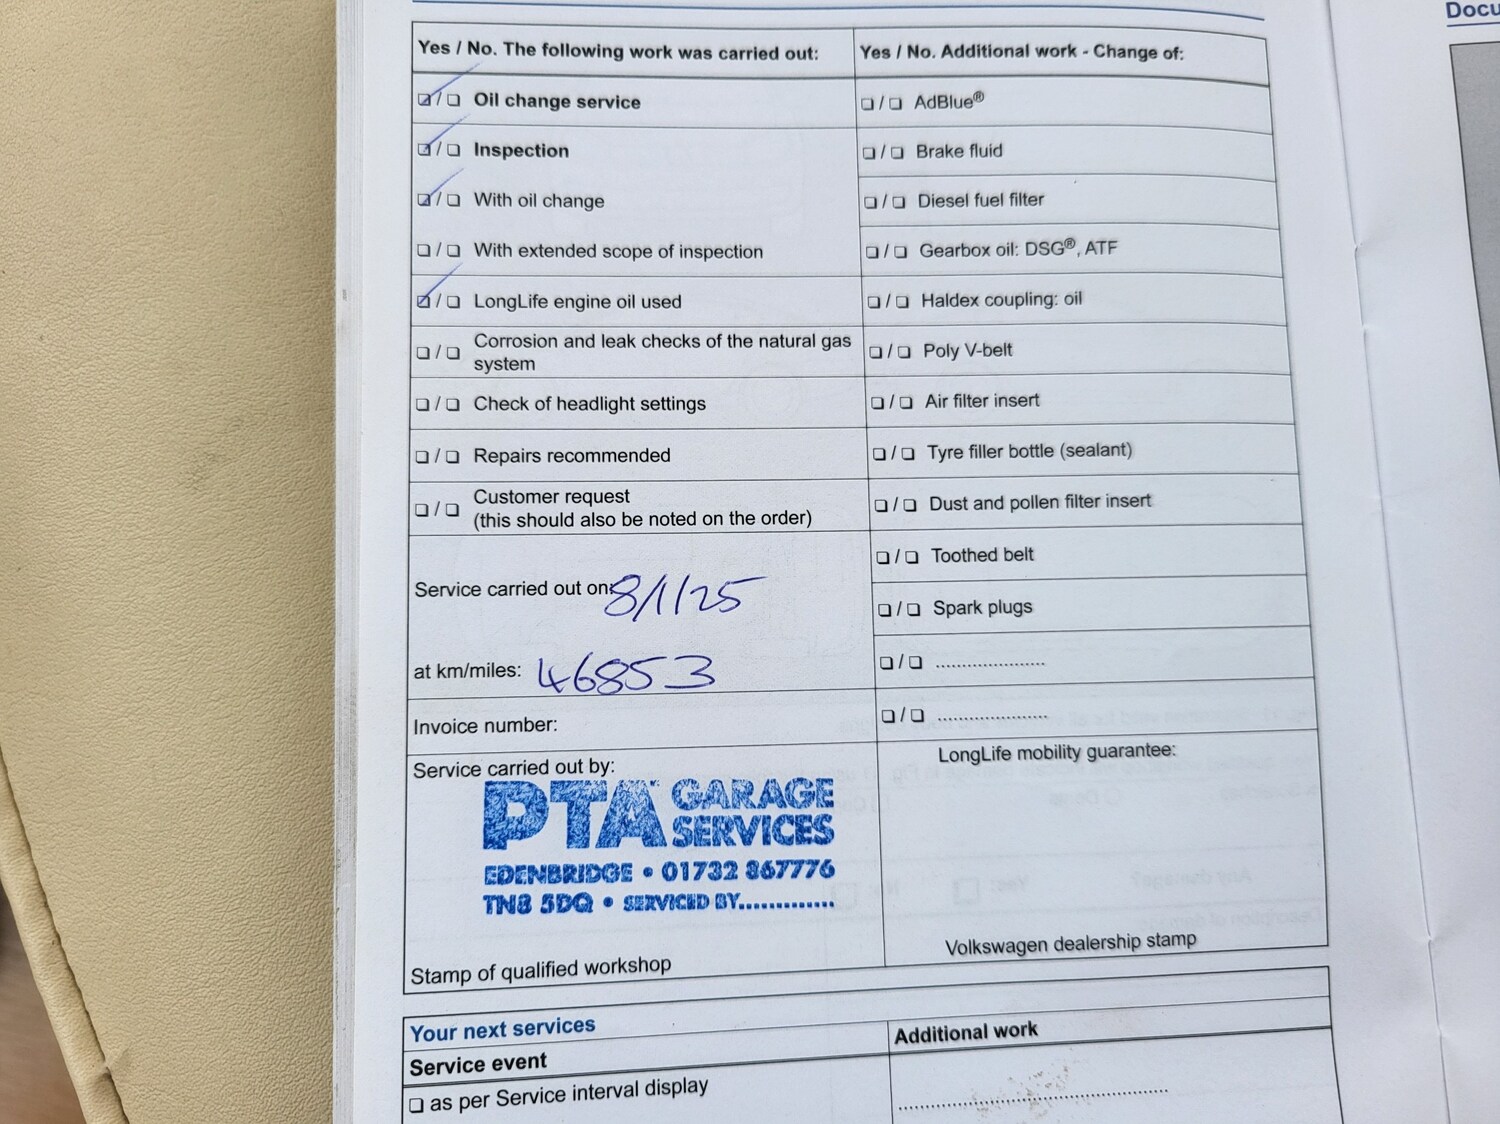 Docu
Yes / No. The following work was carried out:
Yes / No. Additional work - Change of:
☑/☐ Oil change service
☐/☐ AdBlue®
☑/☐ Inspection
☐/☐ Brake fluid
☑/☐ With oil change
☐/☐ Diesel fuel filter
☐/☐ With extended scope of inspection
☐/☐ Gearbox oil: DSG®, ATF
☑/☐ LongLife engine oil used
☐/☐ Haldex coupling: oil
☐/☐ Corrosion and leak checks of the natural gas
system
☐/☐ Poly V-belt
☐/☐ Check of headlight settings
☐/☐ Air filter insert
☐/☐ Repairs recommended
☐/☐ Tyre filler bottle (sealant)
☐/☐ Customer request
(this should also be noted on the order)
☐/☐ Dust and pollen filter insert
☐/☐ Toothed belt
Service carried out on: 8/1/25
☐/☐ Spark plugs
at km/miles: 46853
☐/☐ ......................
Invoice number:
☐/☐ ......................
Service carried out by:
LongLife mobility guarantee:
PTA GARAGE
SERVICES
EDENBRIDGE • 01732 867776
TN8 5DQ • SERVICED BY..............
Stamp of qualified workshop
Volkswagen dealership stamp
Your next services
Additional work
Service event
☐ as per Service interval display